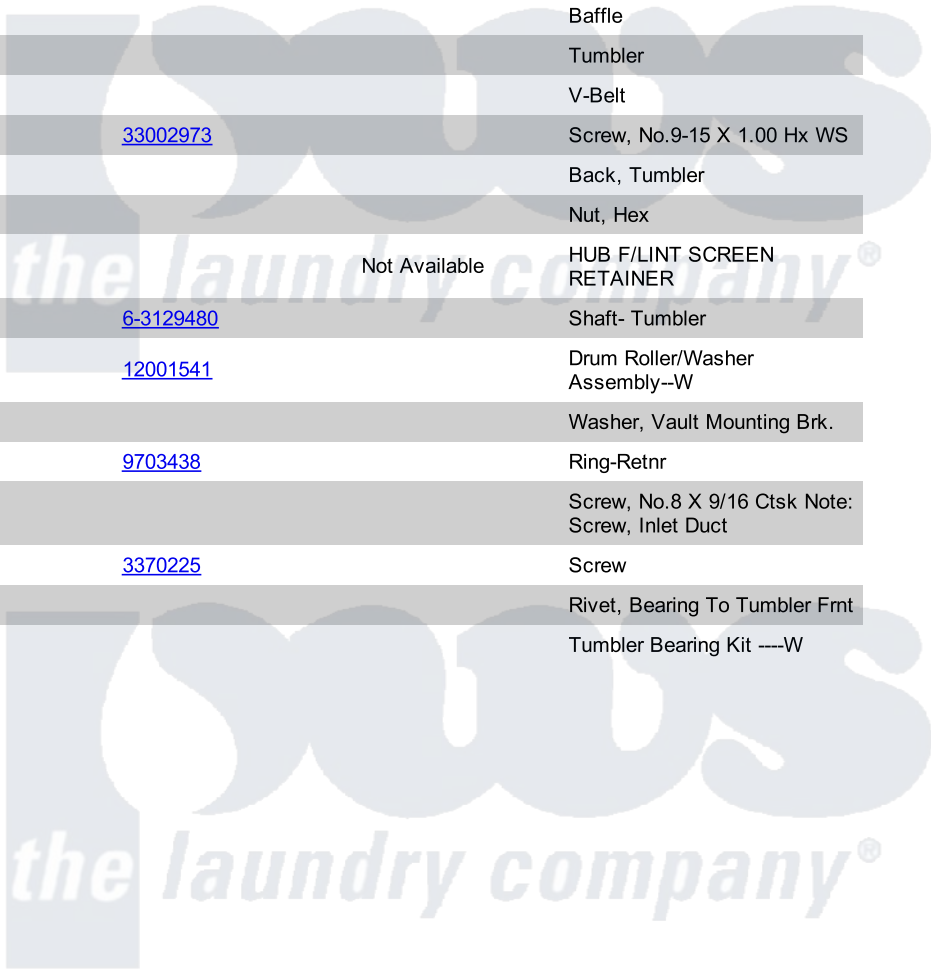 Baffle
Tumbler
V-Belt
33002973 Screw, No.9-15 X 1.00 Hx WS
Back, Tumbler
Nut, Hex
Not Available HUB F/LINT SCREEN
RETAINER
6-3129480 Shaft- Tumbler
12001541 Drum Roller/Washer
Assembly--W
Washer, Vault Mounting Brk.
9703438 Ring-Retnr
Screw, No.8 X 9/16 Ctsk Note:
Screw, Inlet Duct
3370225 Screw
Rivet, Bearing To Tumbler Frnt
Tumbler Bearing Kit ----W
pws
the laundry company®
pws
the laundry company®